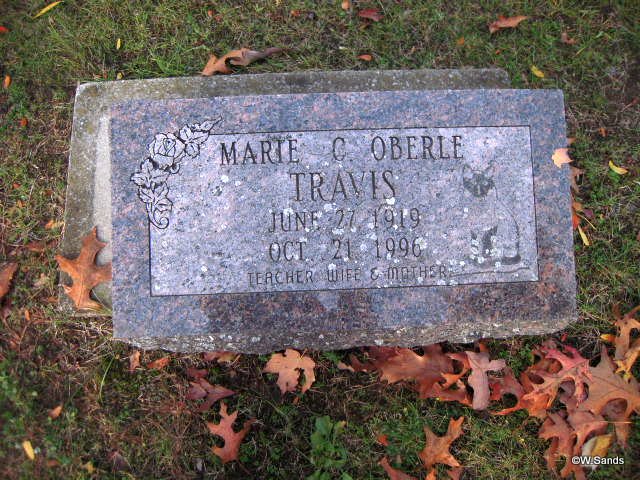 MARIE C OBERLE
TRAVIS
JUNE 27 1919
OCT. 21 1996
TEACHER WIFE & MOTHER
©W.Sands